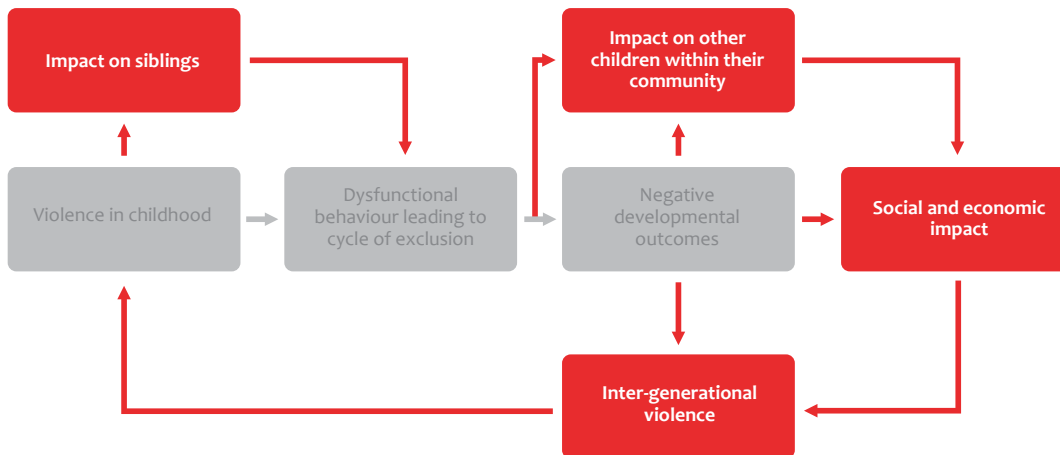 Impact on siblings
Impact on other
children within their
community
Violence in childhood
Dysfunctional
behaviour leading to
cycle of exclusion
Negative
developmental
outcomes
Social and economic
impact
Inter-generational
violence